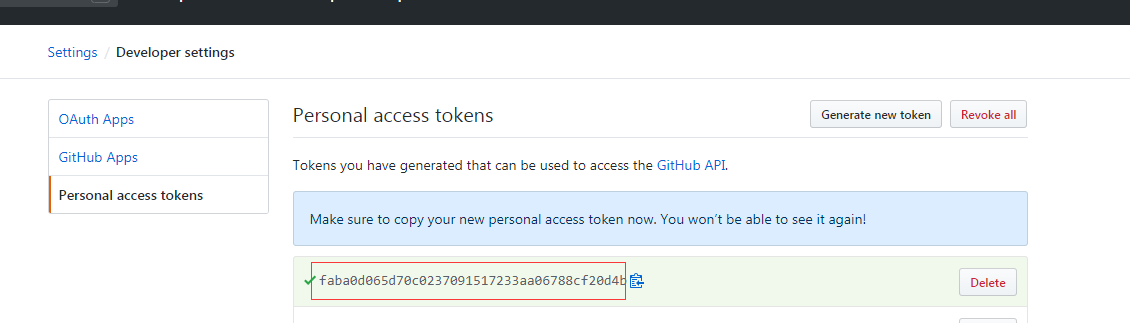 Settings / Developer settings
OAuth Apps
GitHub Apps
Personal access tokens
Personal access tokens
Generate new token
Revoke all
Tokens you have generated that can be used to access the GitHub API.
Make sure to copy your new personal access token now. You won't be able to see it again!
faba0d065d70c0237091517233aa06788cf20d4b
Delete